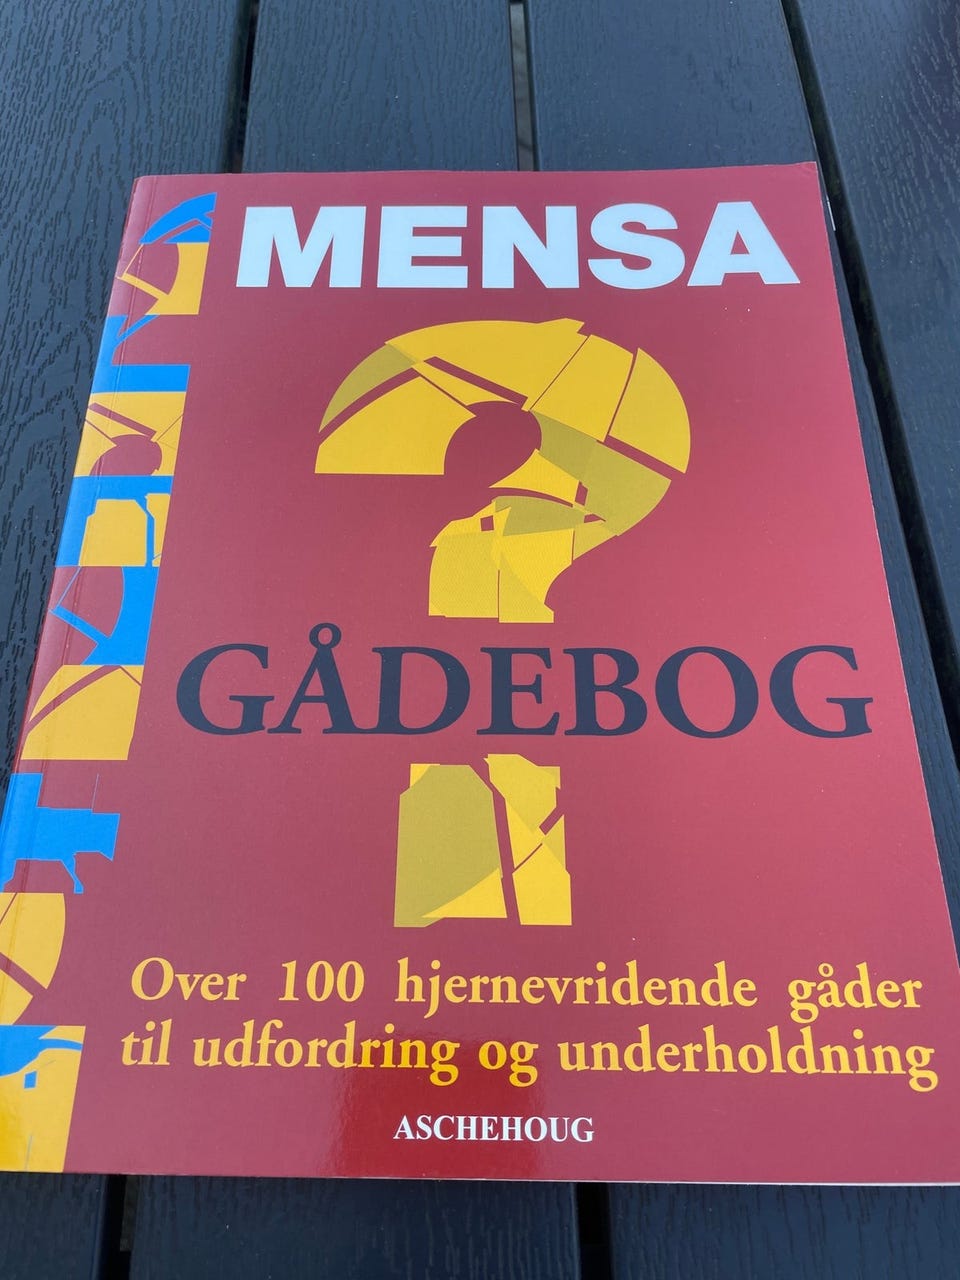 MENSA
GÅDEBOG
Over 100 hjernevridende gåder
til udfordring og underholdning
ASCHEHOUG